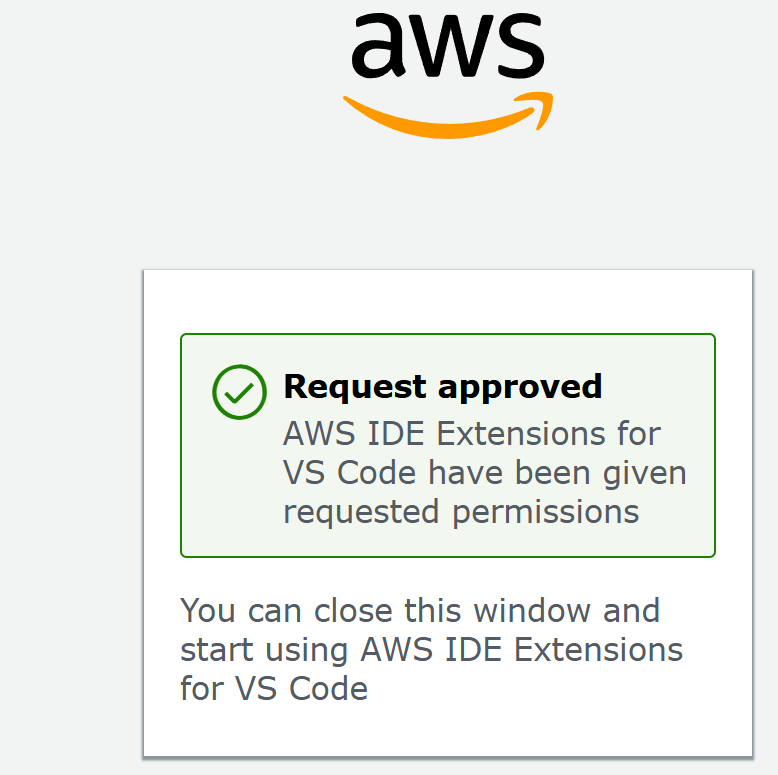 aws
Request approved
AWS IDE Extensions for
VS Code have been given
requested permissions
You can close this window and
start using AWS IDE Extensions
for VS Code